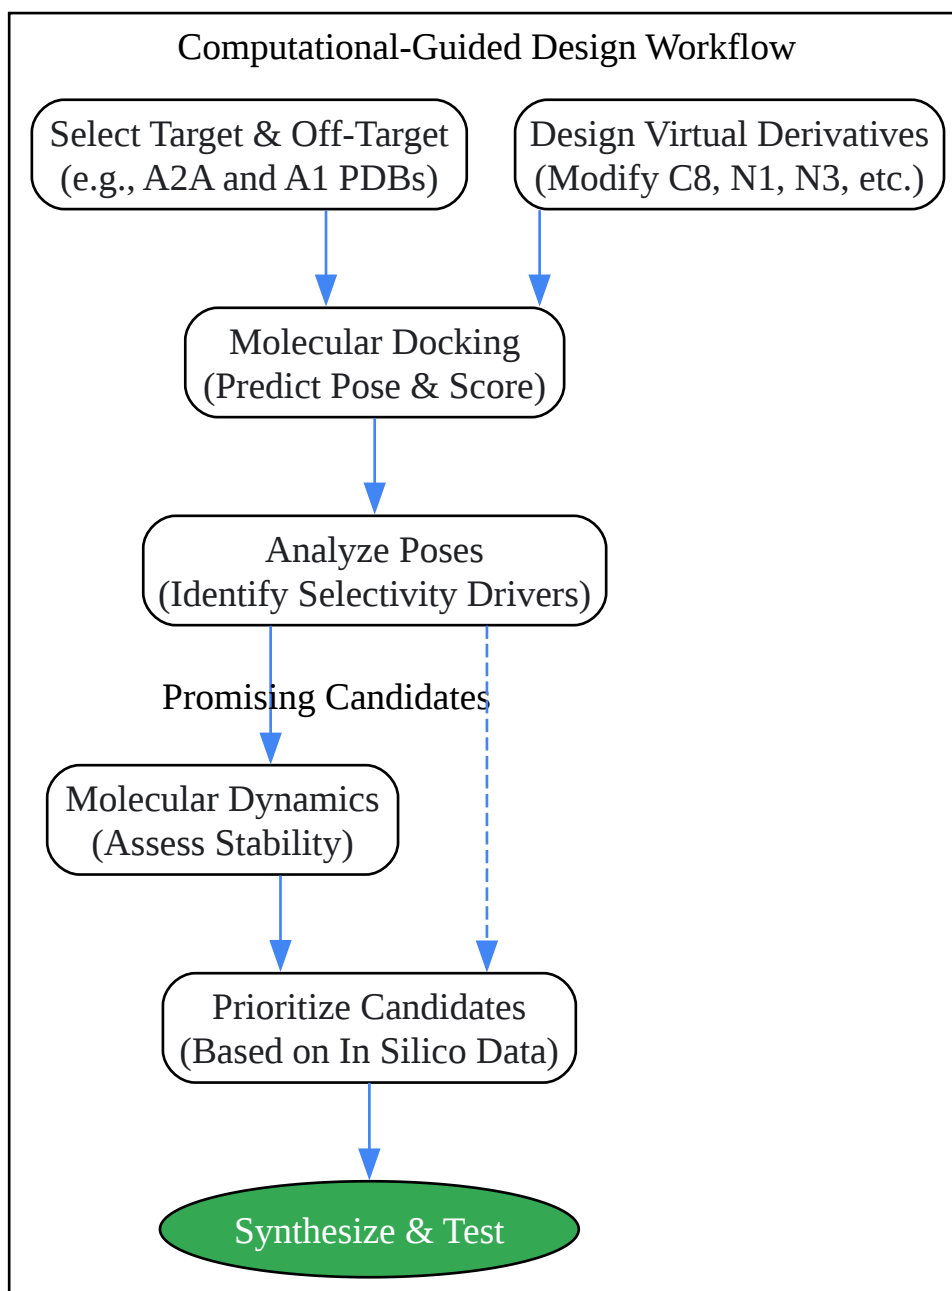 Computational-Guided Design Workflow
Select Target & Off-Target
(e.g., A2A and A1 PDBs)
Design Virtual Derivatives
(Modify C8, N1, N3, etc.)
Molecular Docking
(Predict Pose & Score)
Analyze Poses
(Identify Selectivity Drivers)
Promising Candidates
Molecular Dynamics
(Assess Stability)
Prioritize Candidates
(Based on In Silico Data)
Synthesize & Test